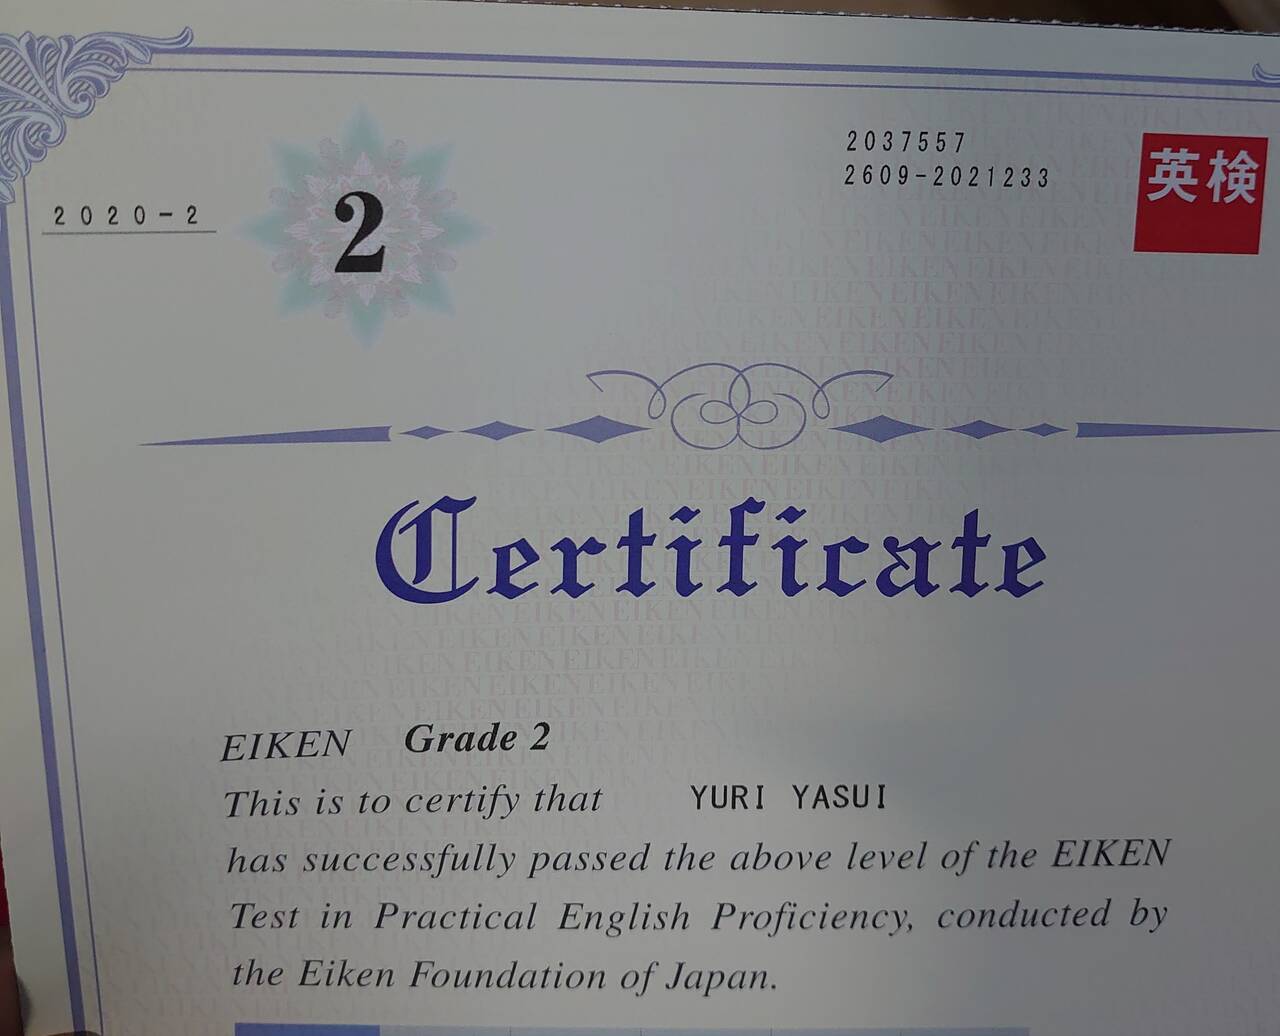 2020-2
2
2037557
2609-2021233
英検
Certificate
EIKEN Grade 2
This is to certify that YURI YASUI
has successfully passed the above level of the EIKEN
Test in Practical English Proficiency, conducted by
the Eiken Foundation of Japan.